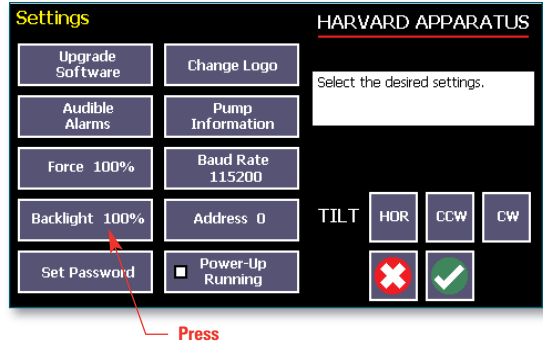 Settings
HARVARD APPARATUS
Upgrade
Software
Change Logo
Select the desired settings.
Audible
Alarms
Pump
Information
Force 100%
Baud Rate
115200
Backlight 100%
Address 0
TILT
HOR
CCW
CW
Set Password
Power-Up
Running
Press